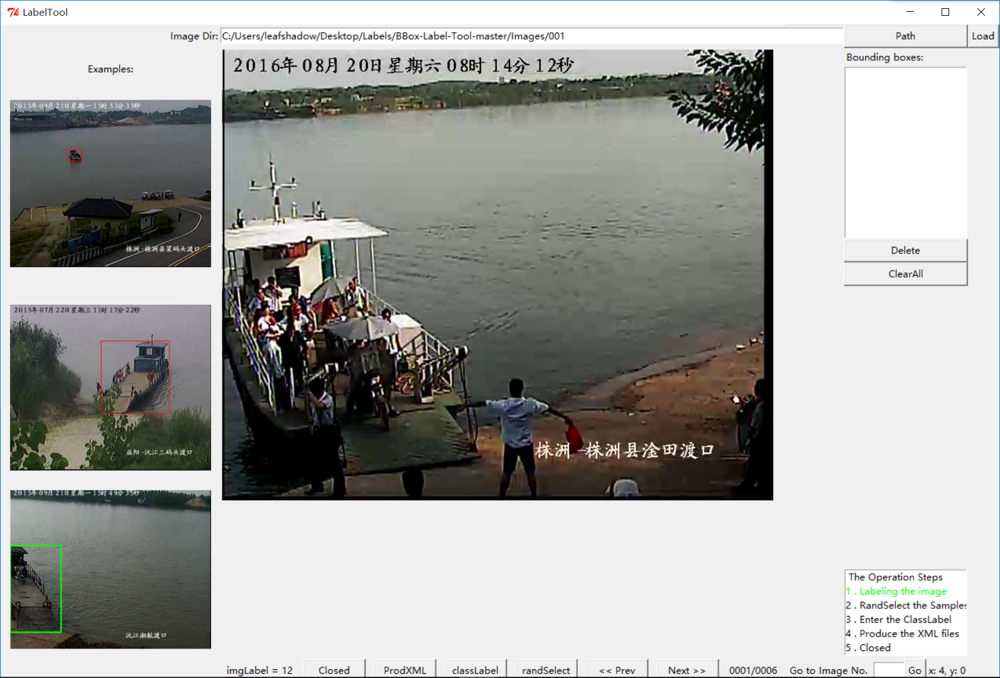 LabelTool
Image Dir: C:/Users/leafshadow/Desktop/Labels/BBox-Label-Tool-master/Images/001
Path
Load
Examples:
Bounding boxes:
2016年08月20日星期六08时14分12秒
株洲-株洲县淦田渡口
2015年09月21日星期一15时53分33秒
株洲-株洲县菜码头渡口
2015年07月22日星期三11时17分22秒
益阳-沅江三码头渡口
2015年09月21日星期一15时49分35秒
沅江湘航渡口
Delete
ClearAll
The Operation Steps
1 . Labeling the image
2 . RandSelect the Samples
3 . Enter the ClassLabel
4 . Produce the XML files
5 . Closed
imgLabel = 12
Closed
ProdXML
classLabel
randSelect
<< Prev
Next >>
0001/0006
Go to Image No.
Go
x: 4, y: 0